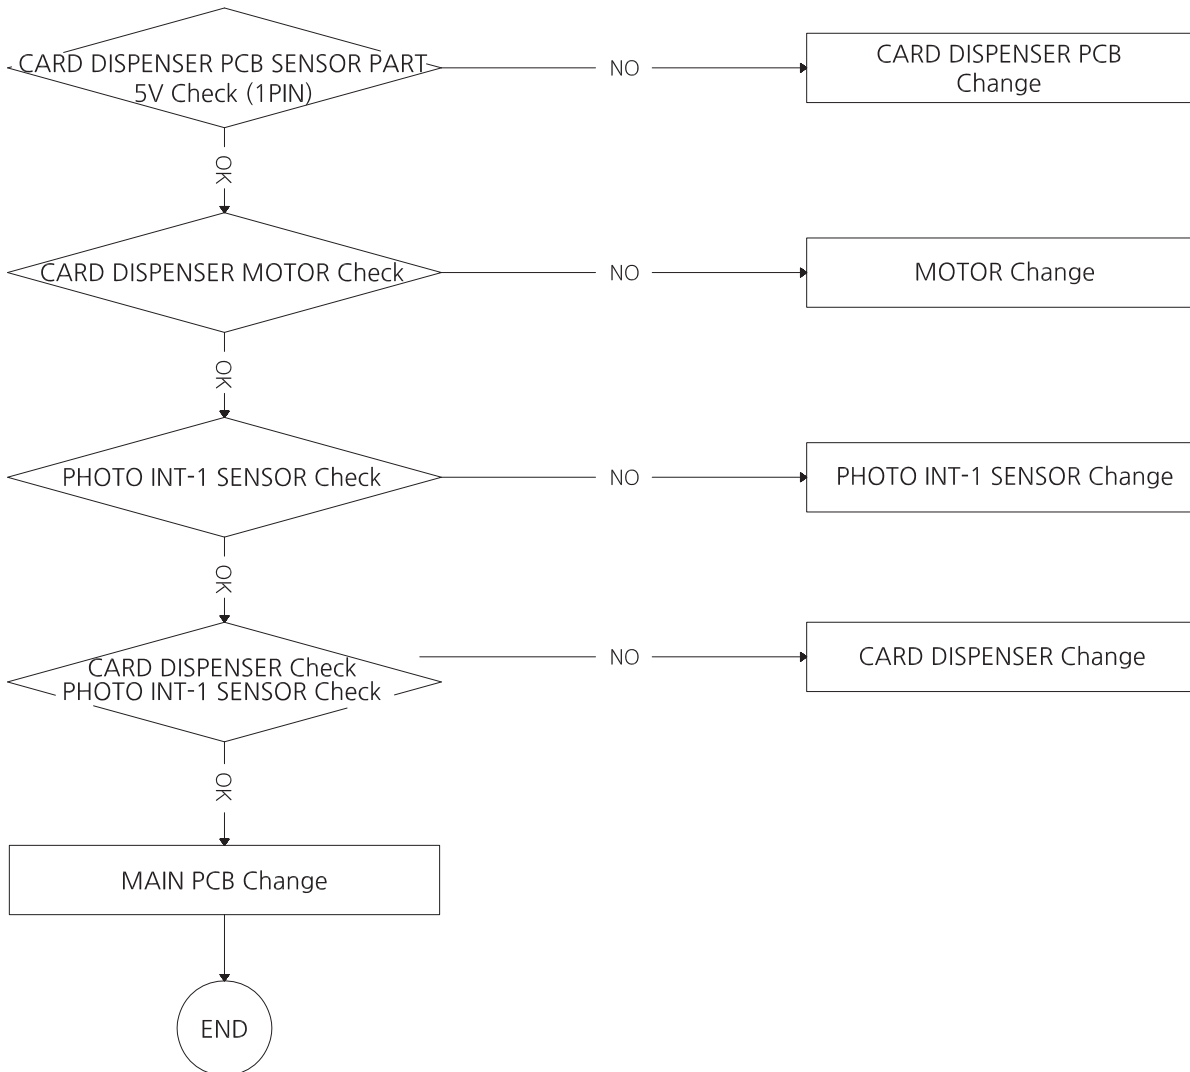 CARD DISPENSER PCB SENSOR PART
5V Check (1PIN)
NO
CARD DISPENSER PCB
Change
OK
CARD DISPENSER MOTOR Check
NO
MOTOR Change
OK
PHOTO INT-1 SENSOR Check
NO
PHOTO INT-1 SENSOR Change
OK
CARD DISPENSER Check
PHOTO INT-1 SENSOR Check
NO
CARD DISPENSER Change
OK
MAIN PCB Change
END